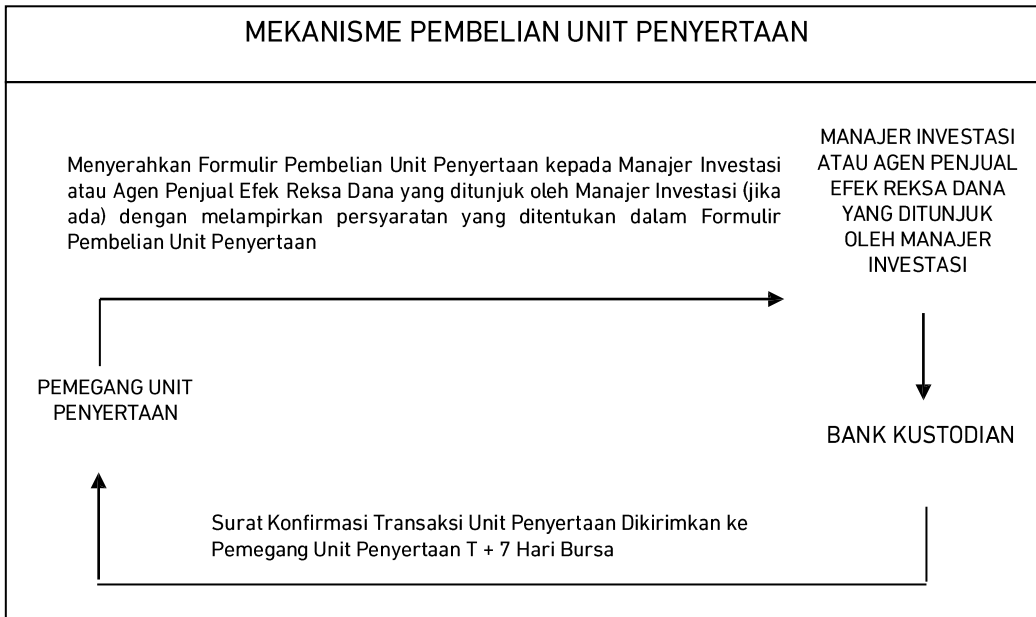 MEKANISME PEMBELIAN UNIT PENYERTAAN
Menyerahkan Formulir Pembelian Unit Penyertaan kepada Manajer Investasi
atau Agen Penjual Efek Reksa Dana yang ditunjuk oleh Manajer Investasi (jika
ada) dengan melampirkan persyaratan yang ditentukan dalam Formulir
Pembelian Unit Penyertaan
MANAJER INVESTASI
ATAU AGEN PENJUAL
EFEK REKSA DANA
YANG DITUNJUK
OLEH MANAJER
INVESTASI
PEMEGANG UNIT
PENYERTAAN
BANK KUSTODIAN
Surat Konfirmasi Transaksi Unit Penyertaan Dikirimkan ke
Pemegang Unit Penyertaan T + 7 Hari Bursa